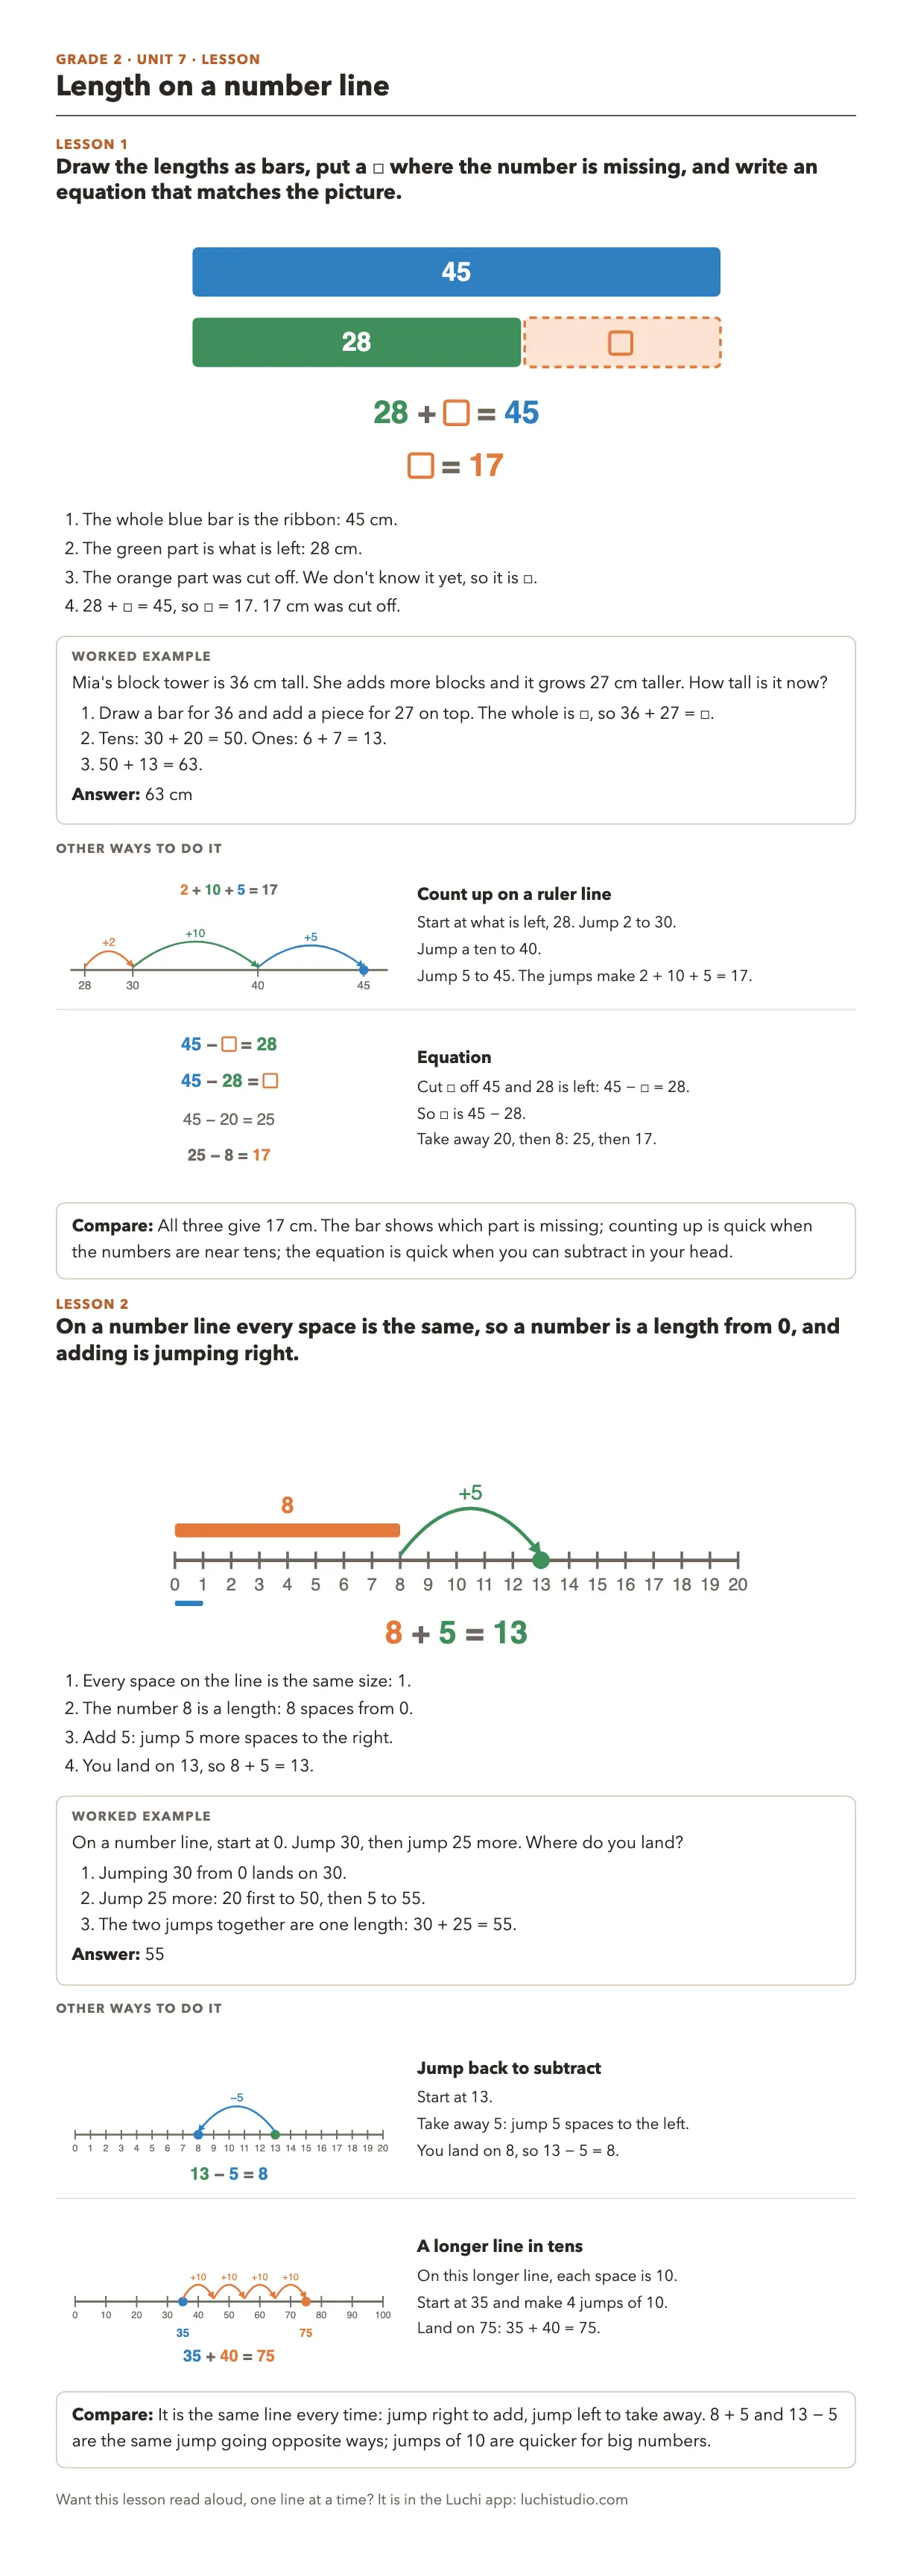 GRADE 2 · UNIT 7 · LESSON
Length on a number line
LESSON 1
Draw the lengths as bars, put a □ where the number is missing, and write an
equation that matches the picture.
45
28 □
28 + □ = 45
□ = 17
1. The whole blue bar is the ribbon: 45 cm.
2. The green part is what is left: 28 cm.
3. The orange part was cut off. We don't know it yet, so it is □.
4. 28 + □ = 45, so □ = 17. 17 cm was cut off.
WORKED EXAMPLE
Mia's block tower is 36 cm tall. She adds more blocks and it grows 27 cm taller. How tall is it now?
1. Draw a bar for 36 and add a piece for 27 on top. The whole is □, so 36 + 27 = □.
2. Tens: 30 + 20 = 50. Ones: 6 + 7 = 13.
3. 50 + 13 = 63.
Answer: 63 cm
OTHER WAYS TO DO IT
2 + 10 + 5 = 17
+2 +10 +5
28 30 40 45
Count up on a ruler line
Start at what is left, 28. Jump 2 to 30.
Jump a ten to 40.
Jump 5 to 45. The jumps make 2 + 10 + 5 = 17.
45 − □ = 28
45 − 28 = □
45 − 20 = 25
25 − 8 = 17
Equation
Cut □ off 45 and 28 is left: 45 − □ = 28.
So □ is 45 − 28.
Take away 20, then 8: 25, then 17.
Compare: All three give 17 cm. The bar shows which part is missing; counting up is quick when
the numbers are near tens; the equation is quick when you can subtract in your head.
LESSON 2
On a number line every space is the same, so a number is a length from 0, and
adding is jumping right.
8 +5
0 1 2 3 4 5 6 7 8 9 10 11 12 13 14 15 16 17 18 19 20
8 + 5 = 13
1. Every space on the line is the same size: 1.
2. The number 8 is a length: 8 spaces from 0.
3. Add 5: jump 5 more spaces to the right.
4. You land on 13, so 8 + 5 = 13.
WORKED EXAMPLE
On a number line, start at 0. Jump 30, then jump 25 more. Where do you land?
1. Jumping 30 from 0 lands on 30.
2. Jump 25 more: 20 first to 50, then 5 to 55.
3. The two jumps together are one length: 30 + 25 = 55.
Answer: 55
OTHER WAYS TO DO IT
−5
0 1 2 3 4 5 6 7 8 9 10 11 12 13 14 15 16 17 18 19 20
13 − 5 = 8
Jump back to subtract
Start at 13.
Take away 5: jump 5 spaces to the left.
You land on 8, so 13 − 5 = 8.
+10 +10 +10 +10
0 10 20 30 40 50 60 70 80 90 100
35 75
35 + 40 = 75
A longer line in tens
On this longer line, each space is 10.
Start at 35 and make 4 jumps of 10.
Land on 75: 35 + 40 = 75.
Compare: It is the same line every time: jump right to add, jump left to take away. 8 + 5 and 13 − 5
are the same jump going opposite ways; jumps of 10 are quicker for big numbers.
Want this lesson read aloud, one line at a time? It is in the Luchi app: luchistudio.com